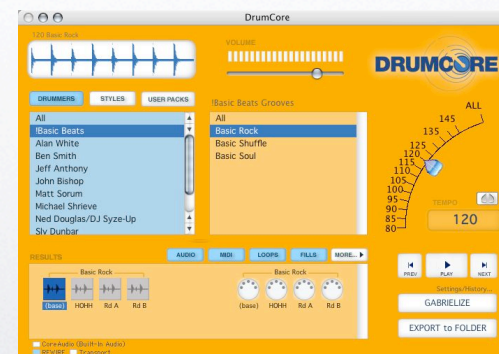 DrumCore
120 Basic Rock
VOLUME
DRUMCORE
DRUMMERS STYLES USER PACKS
!Basic Beats Grooves
All
!Basic Beats
Alan White
Ben Smith
Jeff Anthony
John Bishop
Matt Sorum
Michael Shrieve
Ned Douglas/DJ Syze-Up
Sly Dunbar
All
Basic Rock
Basic Shuffle
Basic Soul
ALL
145
135
125
120
115
110
105
100
95
90
85
80
TEMPO
120
RESULTS
AUDIO MIDI LOOPS FILLS MORE...
Basic Rock
(base) HOHH Rd A Rd B
Basic Rock
(base) HOHH Rd A Rd B
PREV PLAY NEXT
Settings/History...
GABRIELIZE
EXPORT to FOLDER
CoreAudio (Built-In Audio)
REWIRE Transport